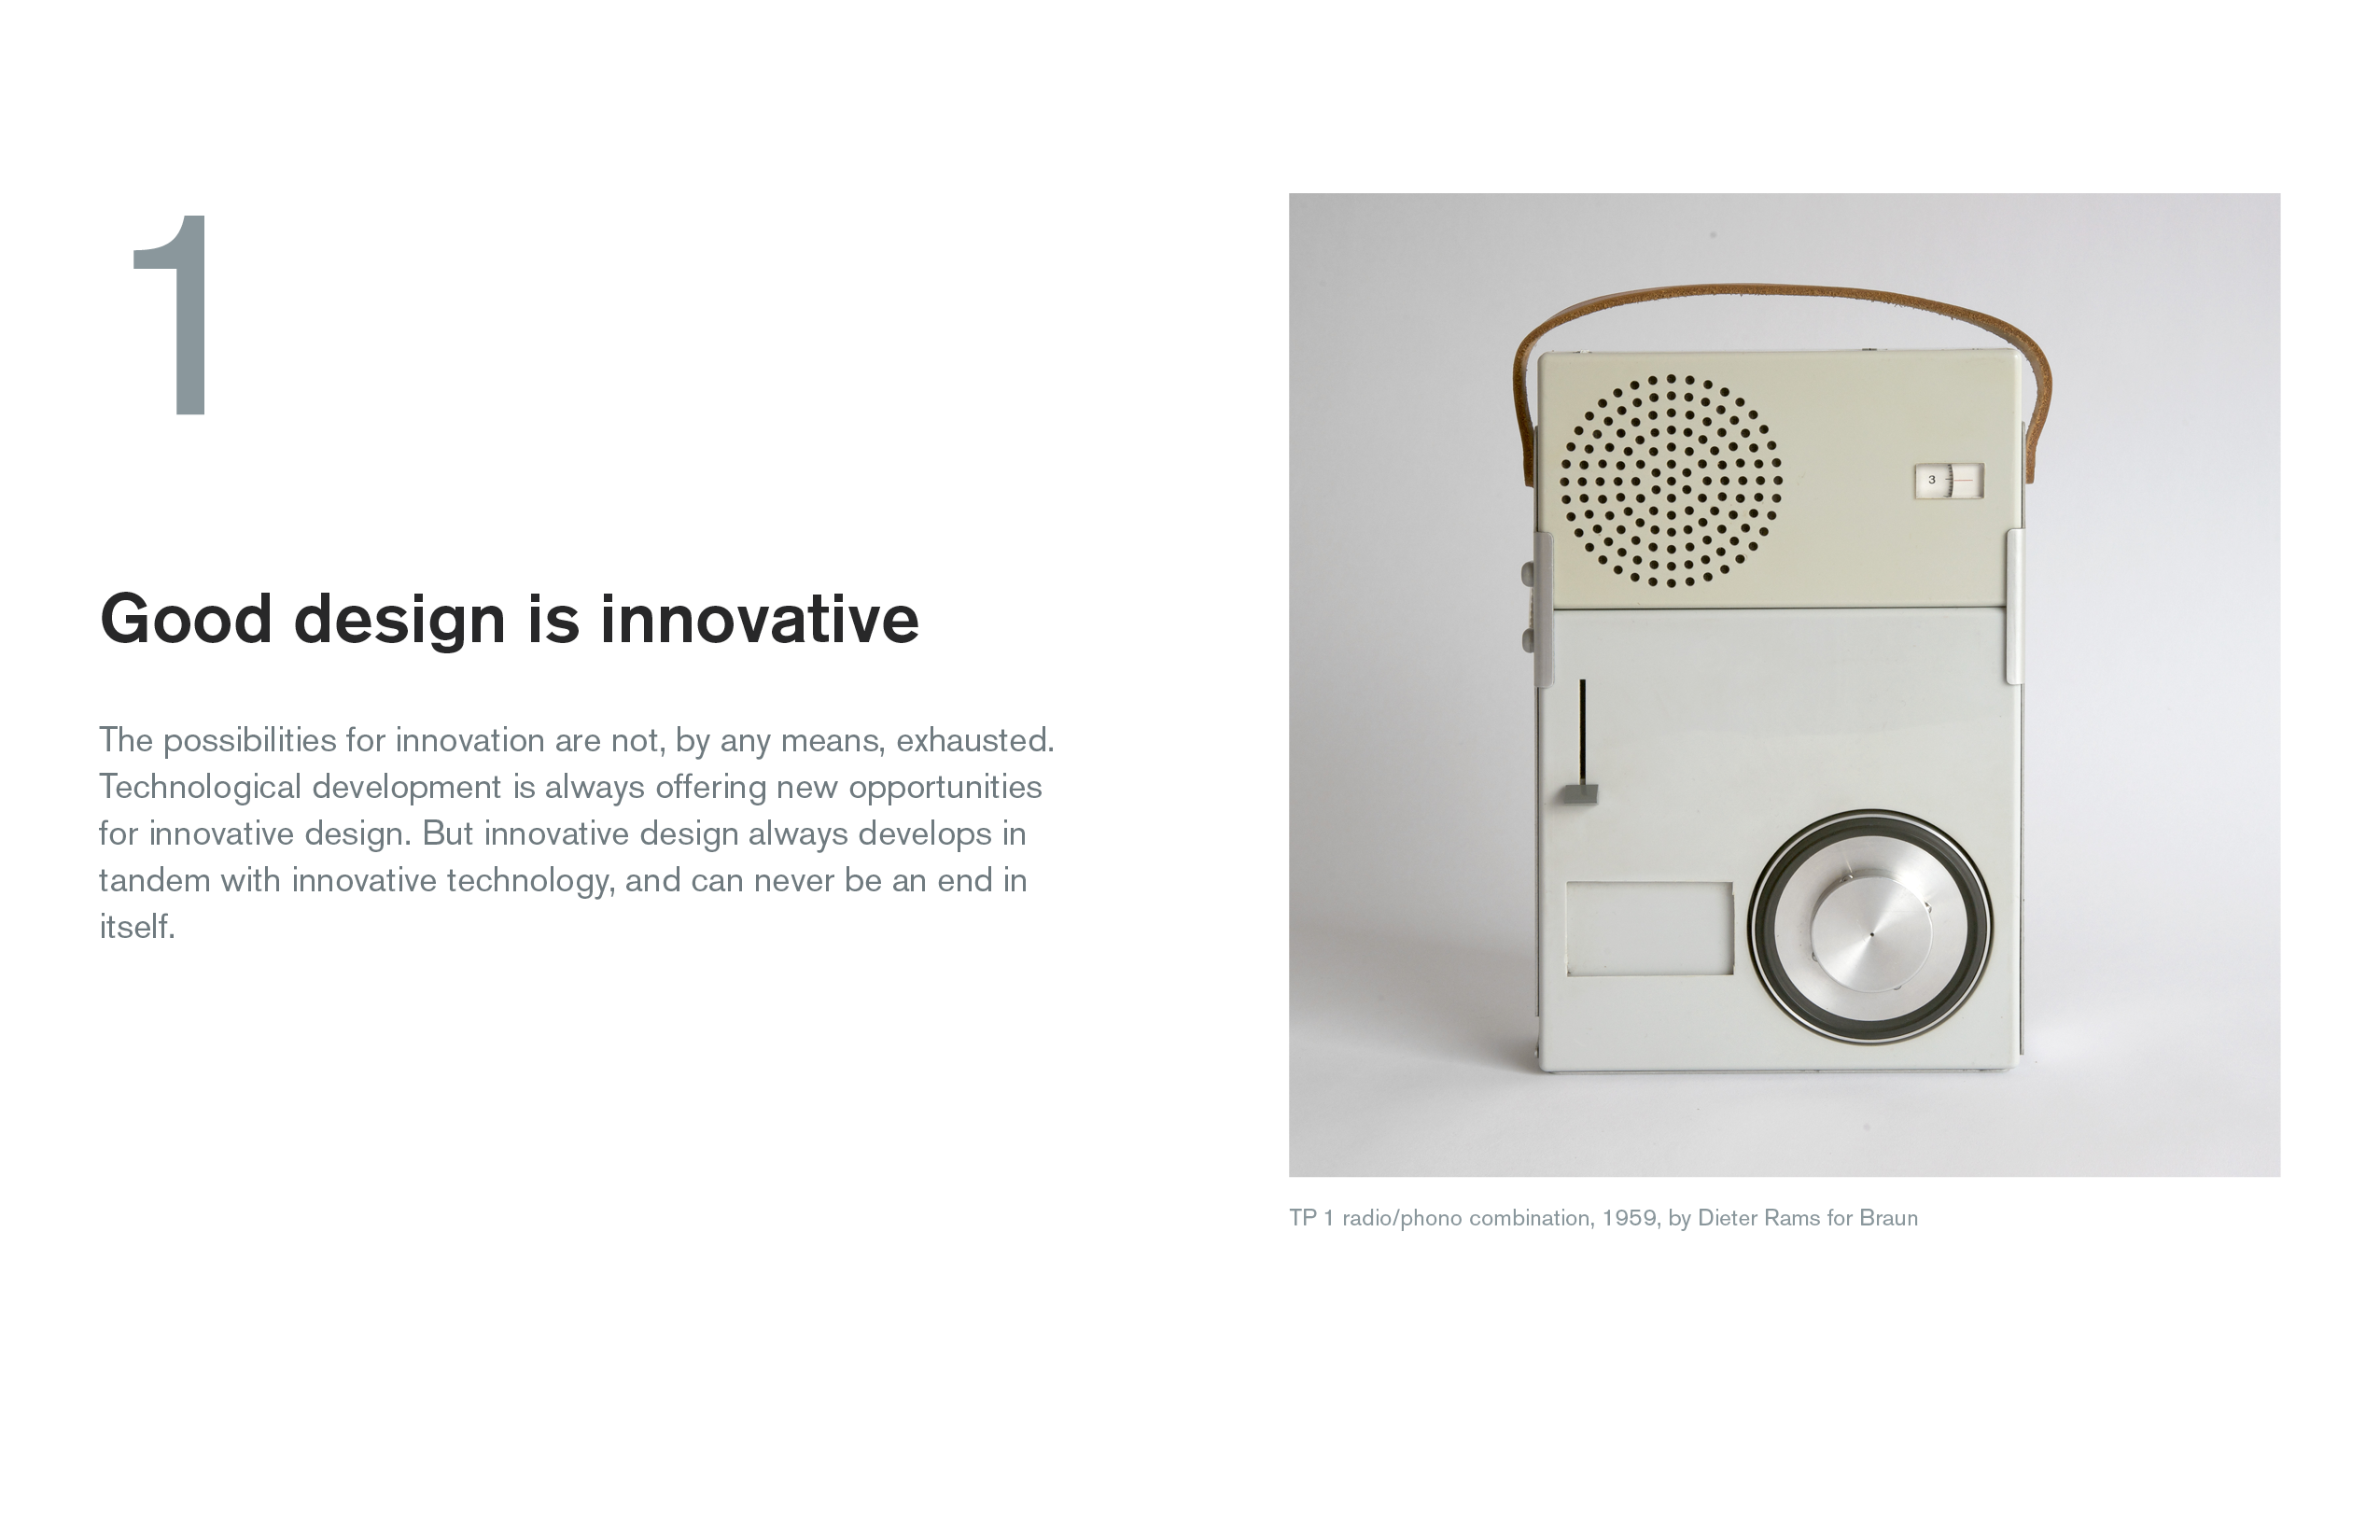 1
Good design is innovative
The possibilities for innovation are not, by any means, exhausted.
Technological development is always offering new opportunities
for innovative design. But innovative design always develops in
tandem with innovative technology, and can never be an end in
itself.
3
TP 1 radio/phono combination, 1959, by Dieter Rams for Braun